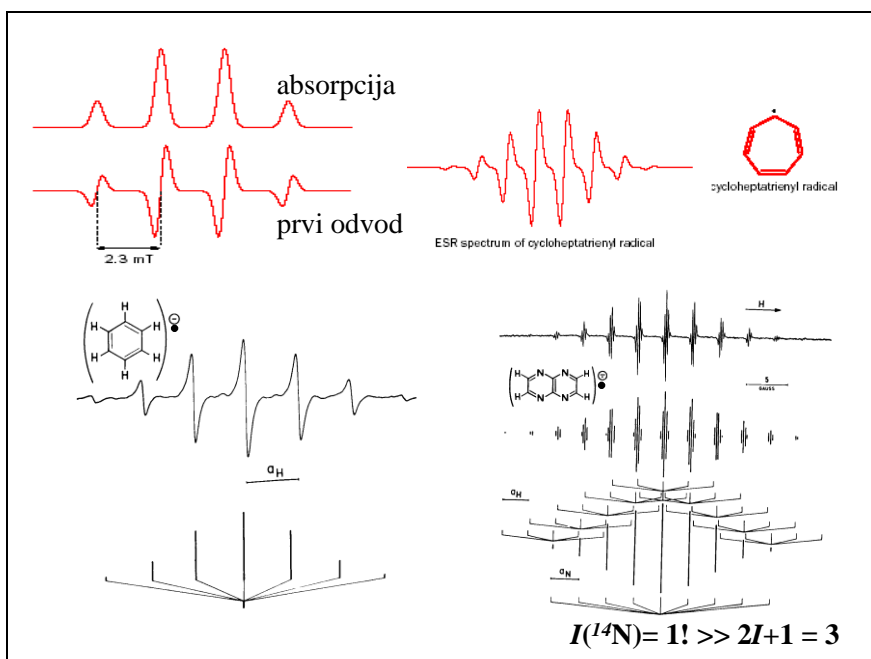 absorpcija
prvi odvod
2.3 mT
ESR spectrum of cycloheptatrienyl radical
cycloheptatrienyl radical
H
H H
H H
H
⊖
a_H
H
5
GAUSS
H N N H
H N N H
⊕
a_H
a_N
I(¹⁴N)= 1! >> 2I+1 = 3